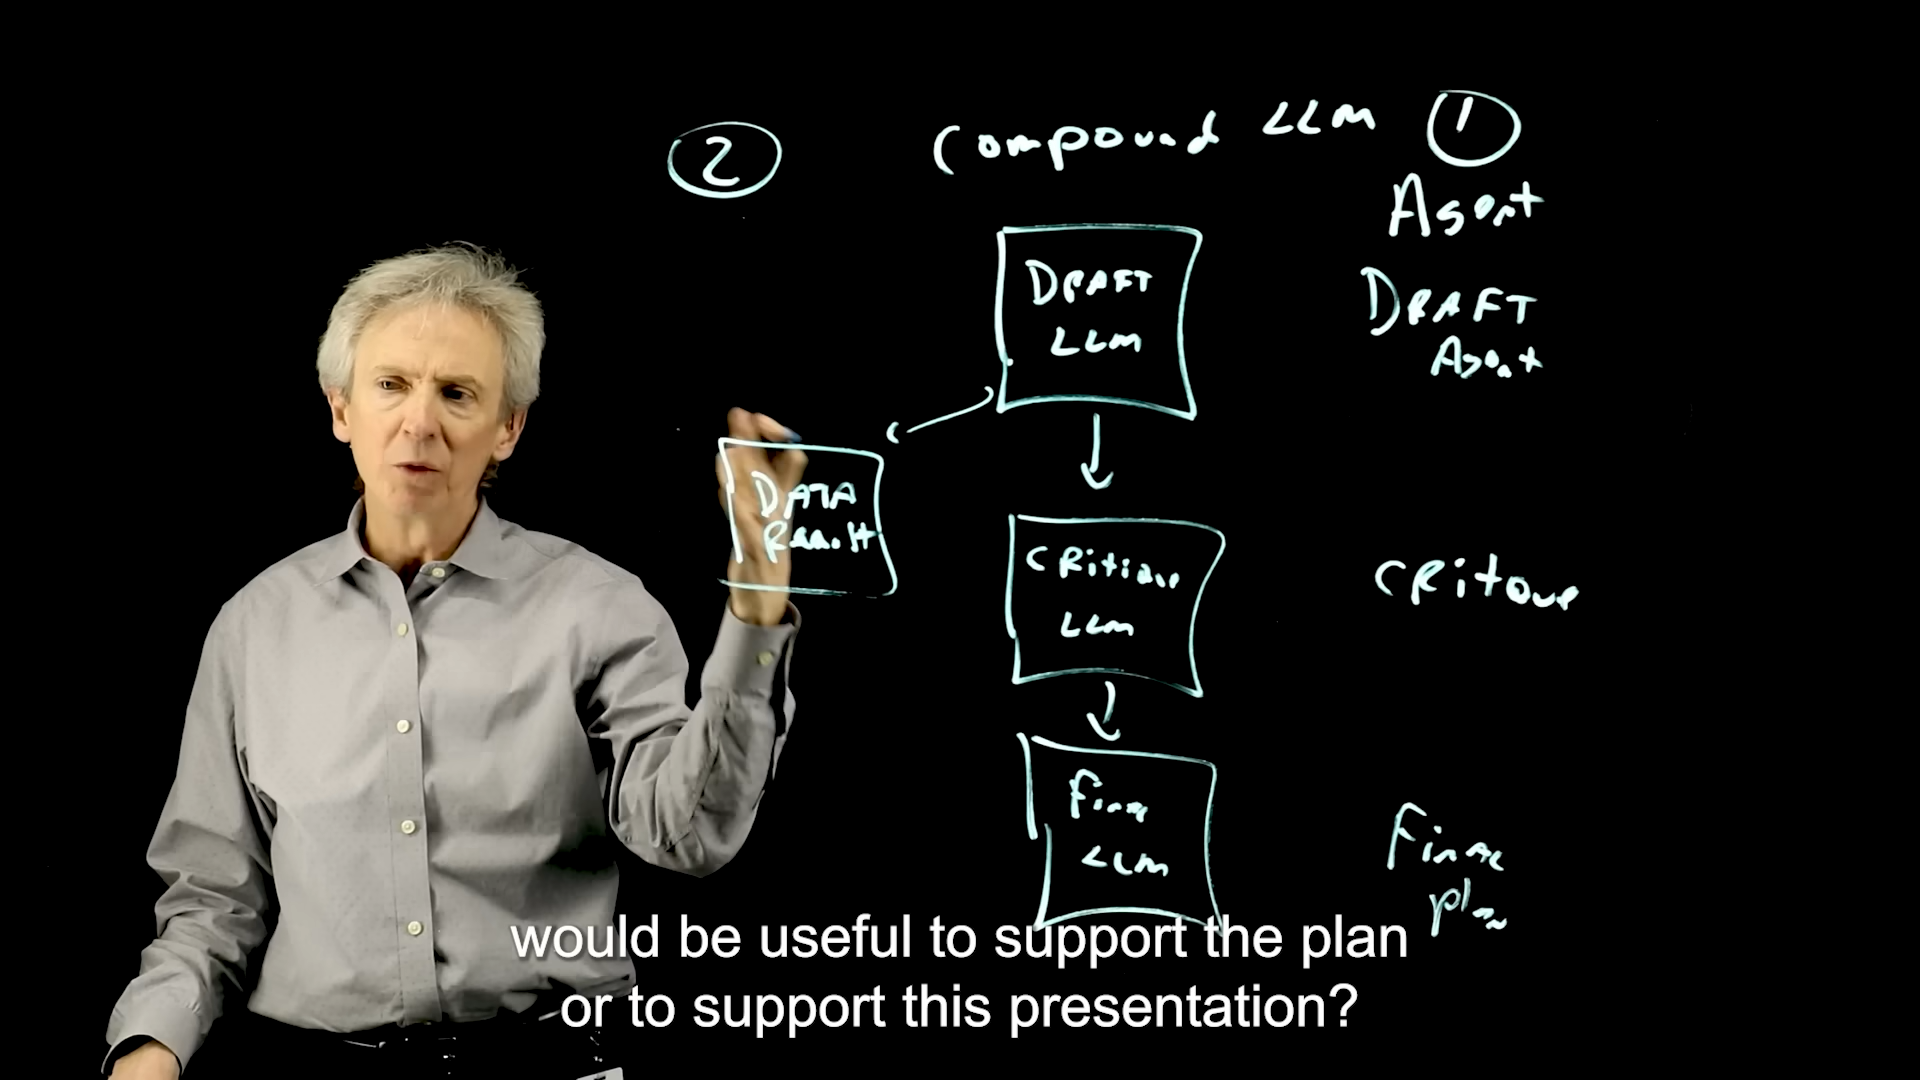 2
Compound LLM 1
Agent
DRAFT
LLM
DRAFT
Agent
DATA
Result
CRitique
LLM
CRitique
Final
LLM
Final
plan
would be useful to support the plan
or to support this presentation?